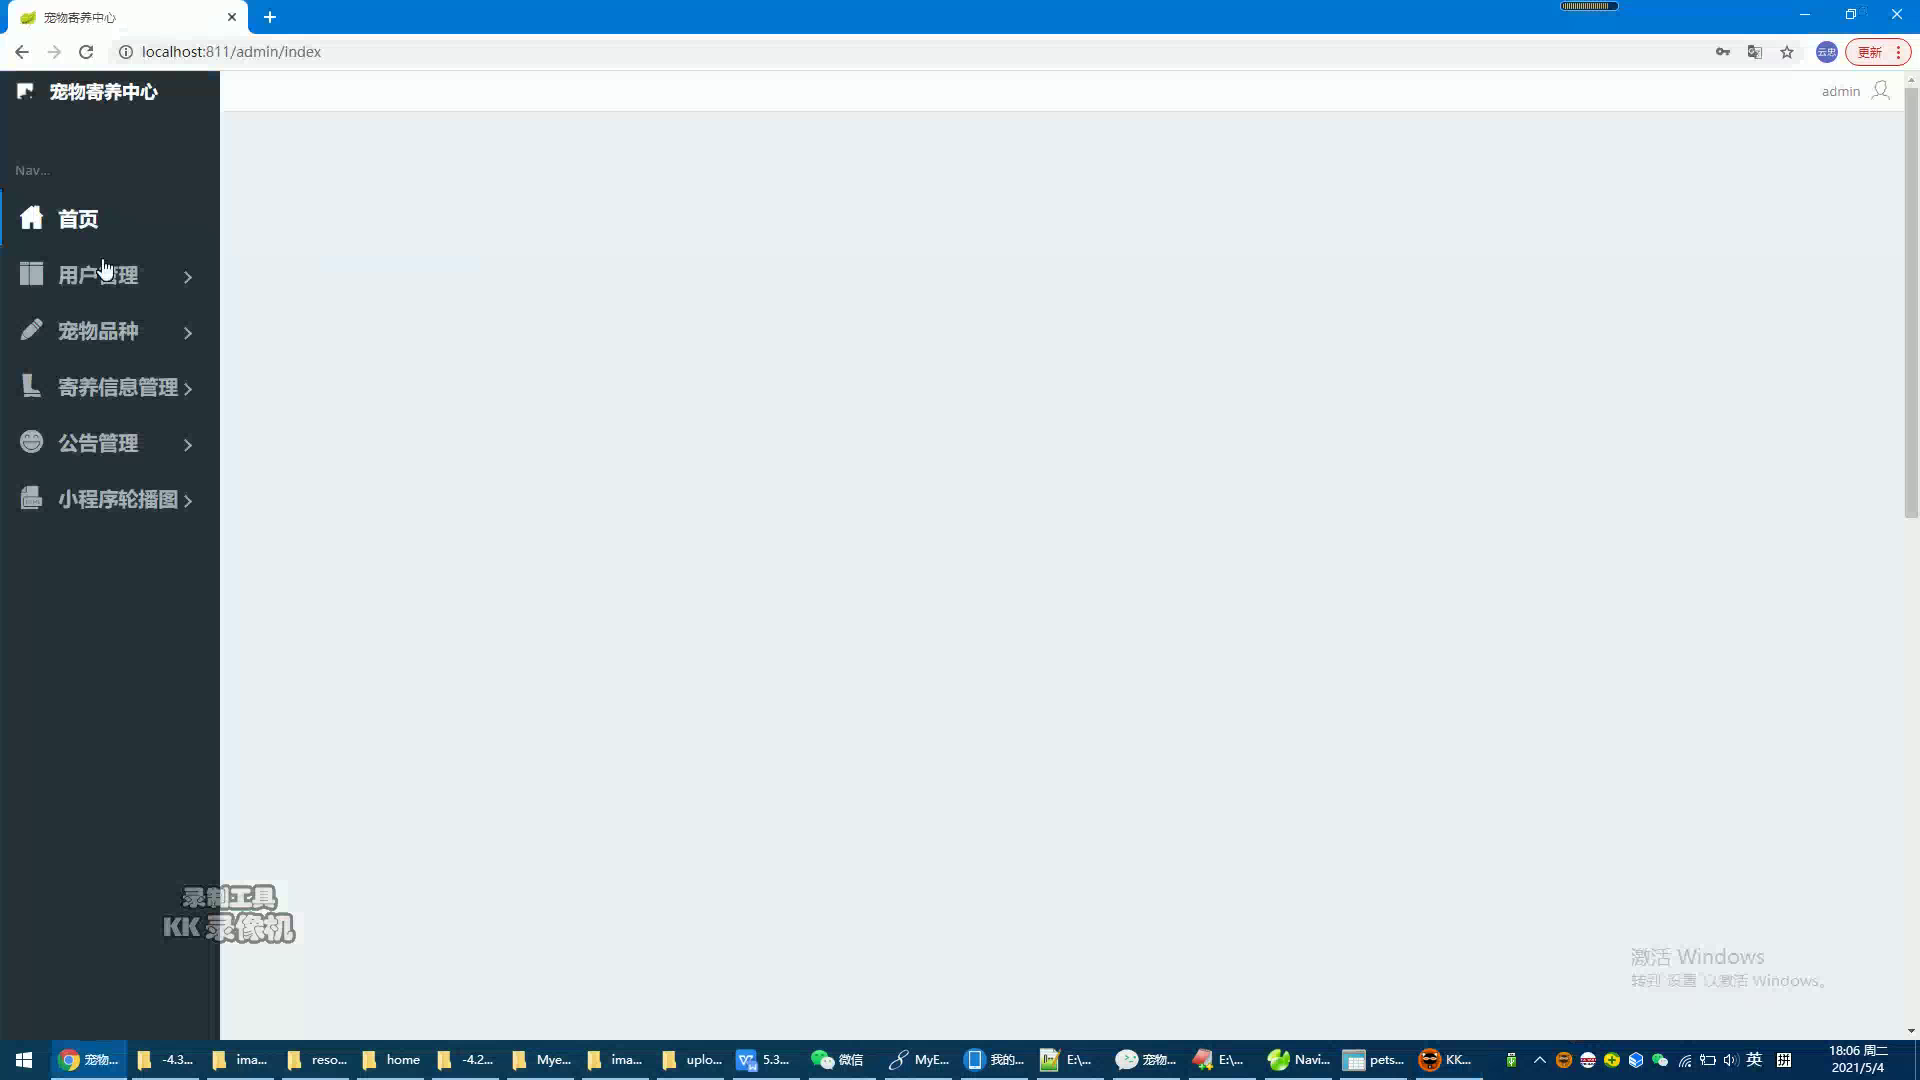 宠物寄养中心
localhost:811/admin/index
更新
宠物寄养中心
admin
Nav...
首页
用户管理
宠物品种
寄养信息管理
公告管理
小程序轮播图
录制工具
KK 录像机
激活 Windows
转到"设置"以激活 Windows。
宠物... -4.3... ima... reso... home -4.2... Mye... ima... uplo... 5.3... 微信 MyE... 我的... E:\... 宠物... E:\... Navi... pets... KK... 英 拼
18:06 周二
2021/5/4